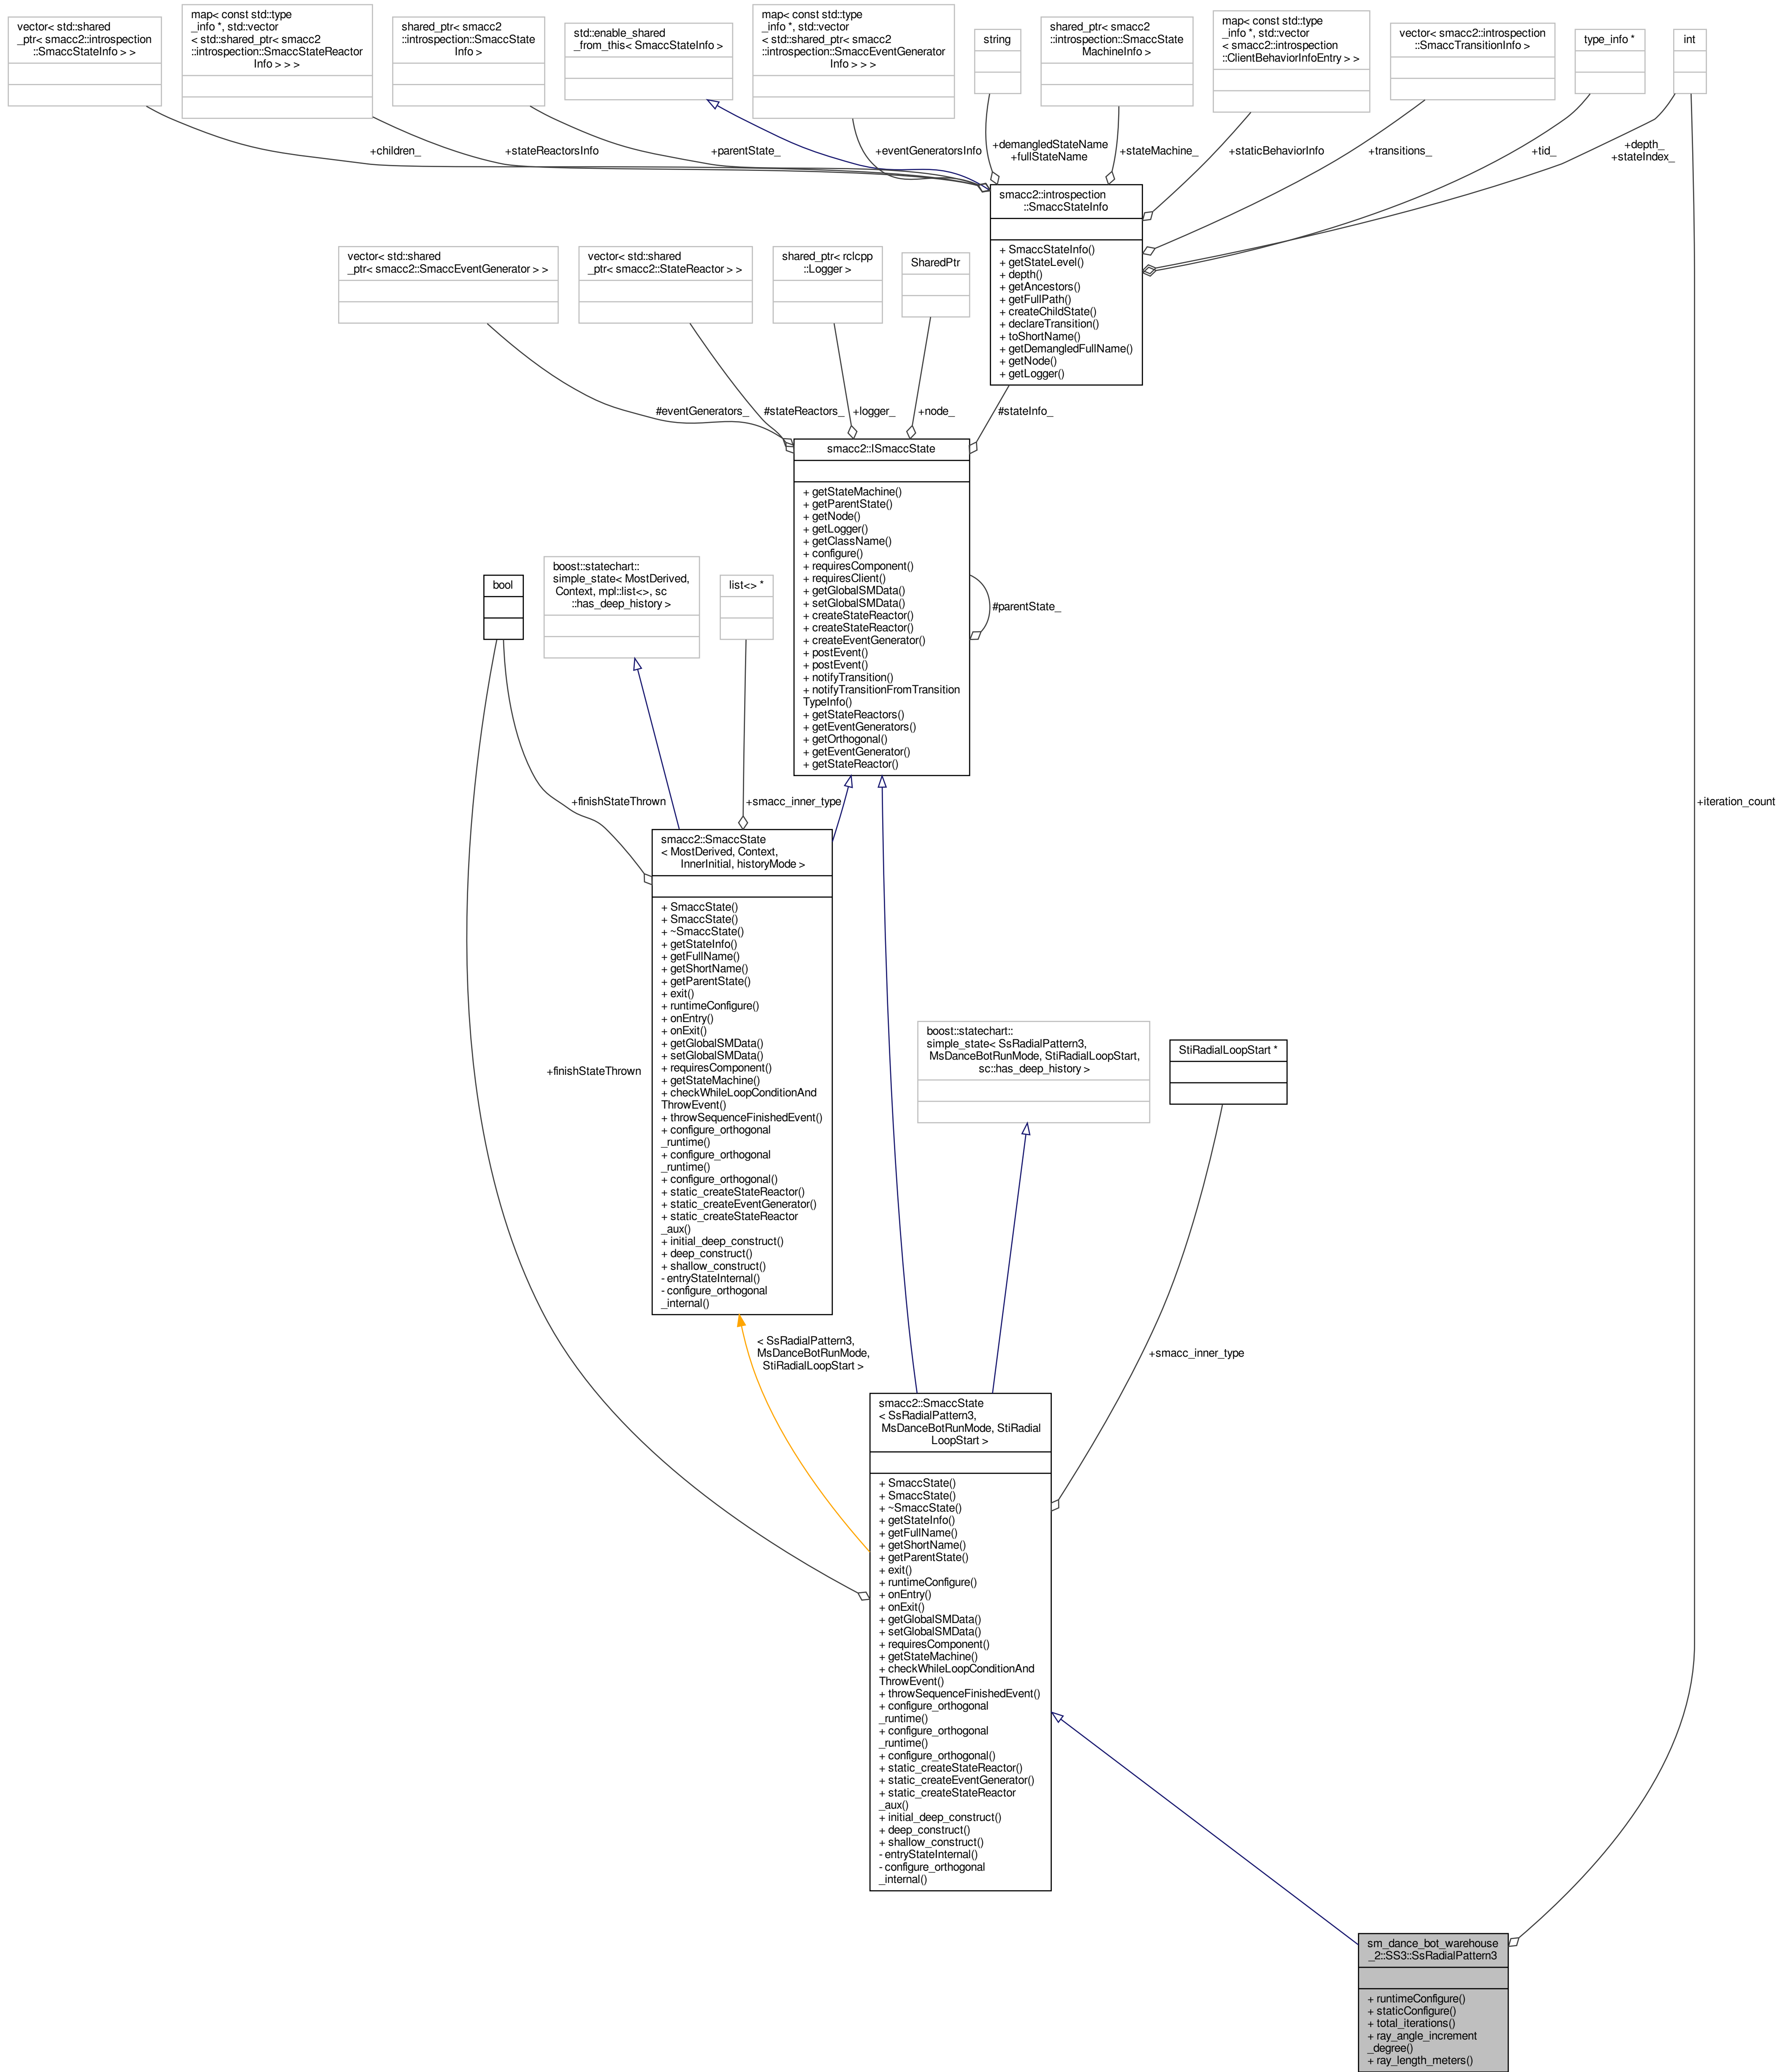 vector< std::shared
_ptr< smacc2::introspection
::SmaccStateInfo > >
map< const std::type
_info *, std::vector
< std::shared_ptr< smacc2
::introspection::SmaccStateReactor
Info > > >
shared_ptr< smacc2
::introspection::SmaccState
Info >
std::enable_shared
_from_this< SmaccStateInfo >
map< const std::type
_info *, std::vector
< std::shared_ptr< smacc2
::introspection::SmaccEventGenerator
Info > > >
string
shared_ptr< smacc2
::introspection::SmaccState
MachineInfo >
map< const std::type
_info *, std::vector
< smacc2::introspection
::ClientBehaviorInfoEntry > >
vector< smacc2::introspection
::SmaccTransitionInfo >
type_info *
int
+children_
+stateReactorsInfo
+parentState_
+eventGeneratorsInfo
+demangledStateName
+fullStateName
+stateMachine_
+staticBehaviorInfo
+transitions_
+tid_
+depth_
+stateIndex_
smacc2::introspection
::SmaccStateInfo
+ SmaccStateInfo()
+ getStateLevel()
+ depth()
+ getAncestors()
+ getFullPath()
+ createChildState()
+ declareTransition()
+ toShortName()
+ getDemangledFullName()
+ getNode()
+ getLogger()
vector< std::shared
_ptr< smacc2::SmaccEventGenerator > >
vector< std::shared
_ptr< smacc2::StateReactor > >
shared_ptr< rclcpp
::Logger >
SharedPtr
#eventGenerators_
#stateReactors_
+logger_
+node_
#stateInfo_
smacc2::ISmaccState
+ getStateMachine()
+ getParentState()
+ getNode()
+ getLogger()
+ getClassName()
+ configure()
+ requiresComponent()
+ requiresClient()
+ getGlobalSMData()
+ setGlobalSMData()
+ createStateReactor()
+ createStateReactor()
+ createEventGenerator()
+ postEvent()
+ postEvent()
+ notifyTransition()
+ notifyTransitionFromTransition
TypeInfo()
+ getStateReactors()
+ getEventGenerators()
+ getOrthogonal()
+ getEventGenerator()
+ getStateReactor()
#parentState_
bool
boost::statechart::
simple_state< MostDerived,
Context, mpl::list<>, sc
::has_deep_history >
list<> *
+finishStateThrown
+smacc_inner_type
+iteration_count
smacc2::SmaccState
< MostDerived, Context,
InnerInitial, historyMode >
+ SmaccState()
+ SmaccState()
+ ~SmaccState()
+ getStateInfo()
+ getFullName()
+ getShortName()
+ getParentState()
+ exit()
+ runtimeConfigure()
+ onEntry()
+ onExit()
+ getGlobalSMData()
+ setGlobalSMData()
+ requiresComponent()
+ getStateMachine()
+ checkWhileLoopConditionAnd
ThrowEvent()
+ throwSequenceFinishedEvent()
+ configure_orthogonal
_runtime()
+ configure_orthogonal
_runtime()
+ configure_orthogonal()
+ static_createStateReactor()
+ static_createEventGenerator()
+ static_createStateReactor
_aux()
+ initial_deep_construct()
+ deep_construct()
+ shallow_construct()
- entryStateInternal()
- configure_orthogonal
_internal()
+finishStateThrown
boost::statechart::
simple_state< SsRadialPattern3,
MsDanceBotRunMode, StiRadialLoopStart,
sc::has_deep_history >
StiRadialLoopStart *
< SsRadialPattern3,
MsDanceBotRunMode,
StiRadialLoopStart >
+smacc_inner_type
smacc2::SmaccState
< SsRadialPattern3,
MsDanceBotRunMode, StiRadial
LoopStart >
+ SmaccState()
+ SmaccState()
+ ~SmaccState()
+ getStateInfo()
+ getFullName()
+ getShortName()
+ getParentState()
+ exit()
+ runtimeConfigure()
+ onEntry()
+ onExit()
+ getGlobalSMData()
+ setGlobalSMData()
+ requiresComponent()
+ getStateMachine()
+ checkWhileLoopConditionAnd
ThrowEvent()
+ throwSequenceFinishedEvent()
+ configure_orthogonal
_runtime()
+ configure_orthogonal
_runtime()
+ configure_orthogonal()
+ static_createStateReactor()
+ static_createEventGenerator()
+ static_createStateReactor
_aux()
+ initial_deep_construct()
+ deep_construct()
+ shallow_construct()
- entryStateInternal()
- configure_orthogonal
_internal()
sm_dance_bot_warehouse
_2::SS3::SsRadialPattern3
+ runtimeConfigure()
+ staticConfigure()
+ total_iterations()
+ ray_angle_increment
_degree()
+ ray_length_meters()